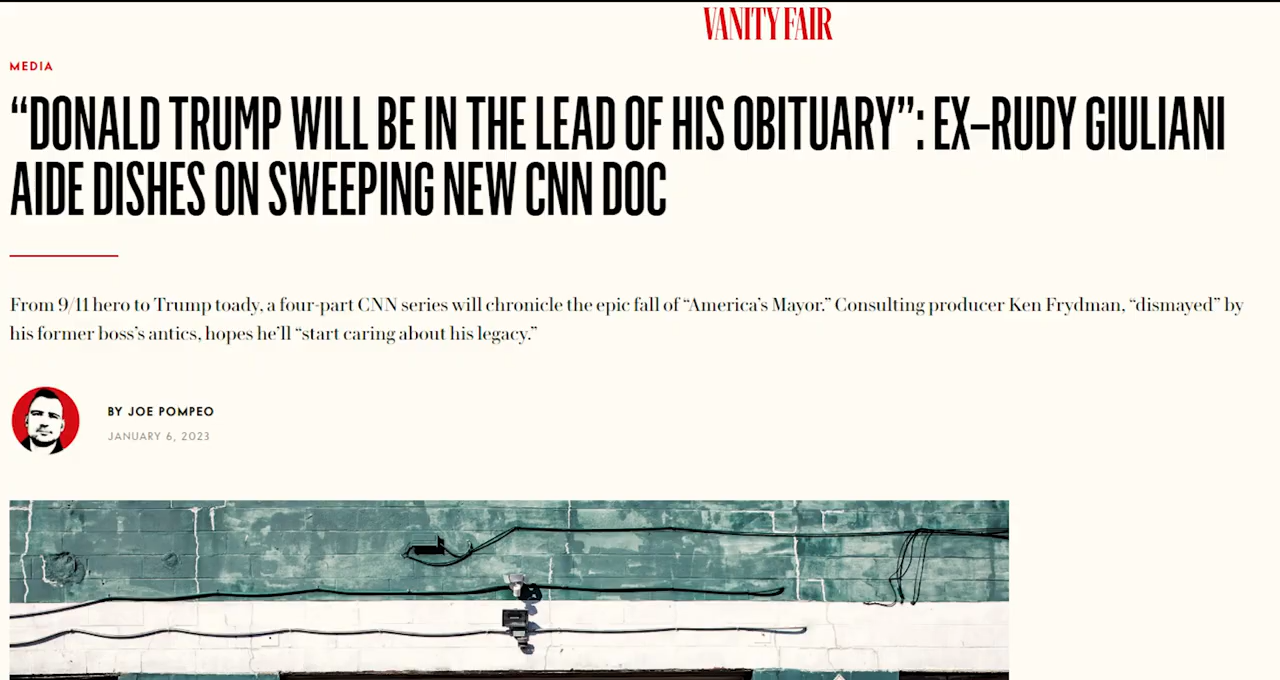 VANITY FAIR
MEDIA
“DONALD TRUMP WILL BE IN THE LEAD OF HIS OBITUARY”: EX–RUDY GIULIANI
AIDE DISHES ON SWEEPING NEW CNN DOC
From 9/11 hero to Trump toady, a four-part CNN series will chronicle the epic fall of “America’s Mayor.” Consulting producer Ken Frydman, “dismayed” by
his former boss’s antics, hopes he’ll “start caring about his legacy.”
BY JOE POMPEO
JANUARY 6, 2023